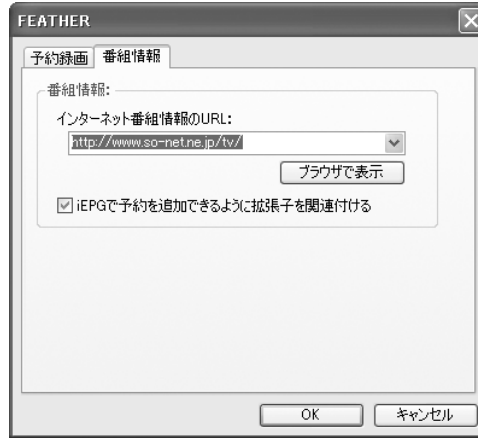 FEATHER
予約録画 番組情報
番組情報:
インターネット番組情報のURL:
http://www.so-net.ne.jp/tv/
ブラウザで表示
iEPGで予約を追加できるように拡張子を関連付ける
OK キャンセル